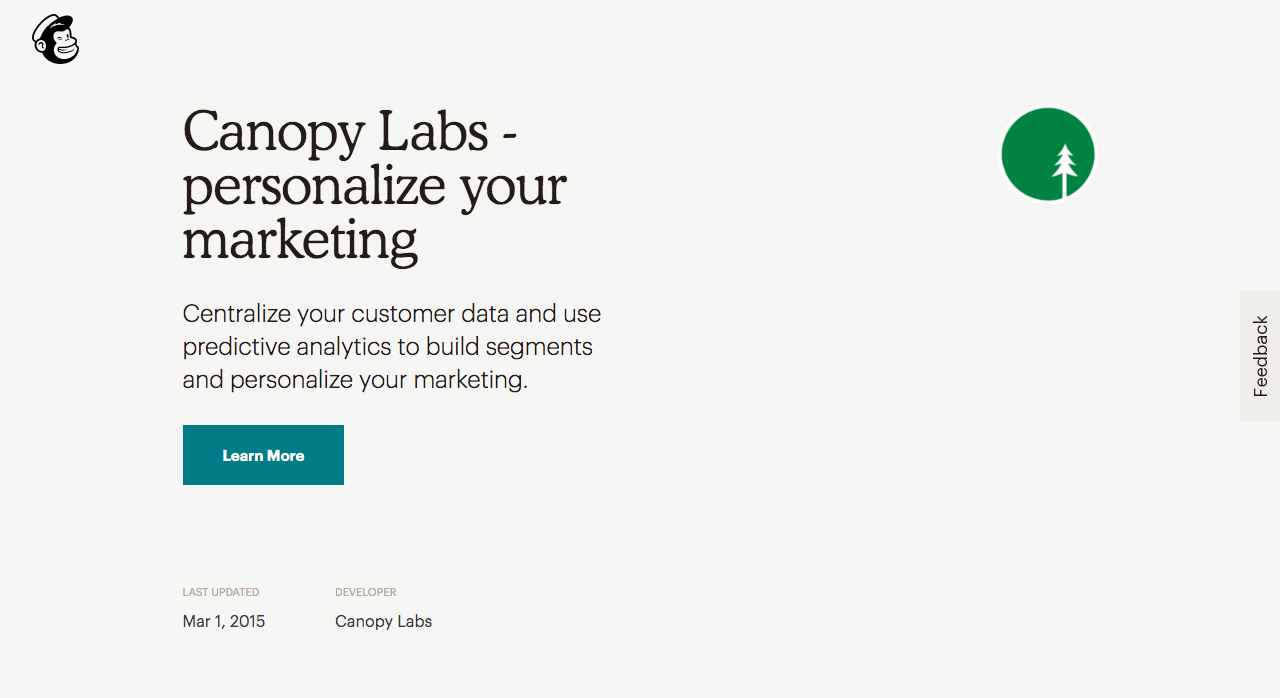 Canopy Labs -
personalize your
marketing
Centralize your customer data and use
predictive analytics to build segments
and personalize your marketing.
Learn More
Feedback
LAST UPDATED
Mar 1, 2015
DEVELOPER
Canopy Labs